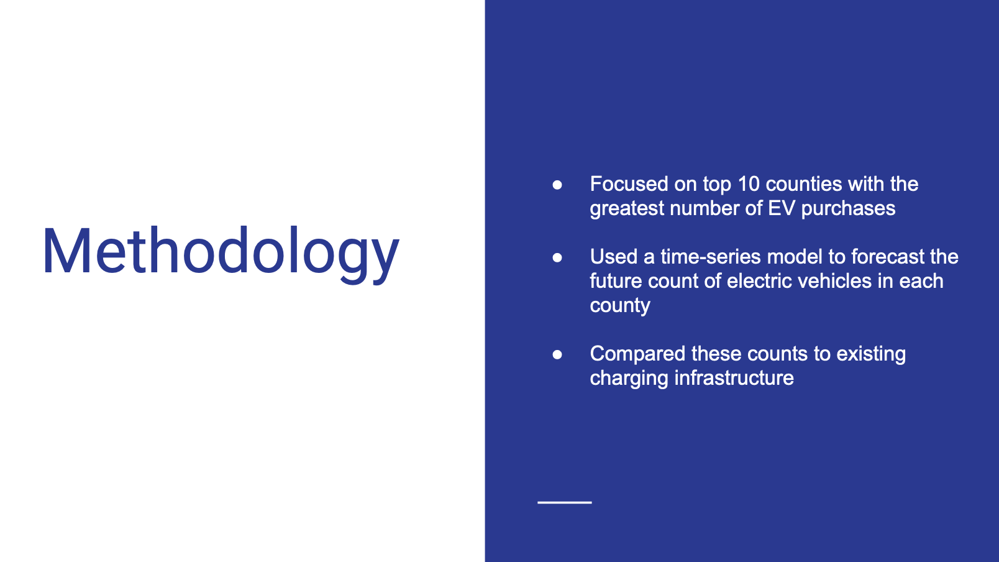 Methodology
● Focused on top 10 counties with the
greatest number of EV purchases
● Used a time-series model to forecast the
future count of electric vehicles in each
county
● Compared these counts to existing
charging infrastructure